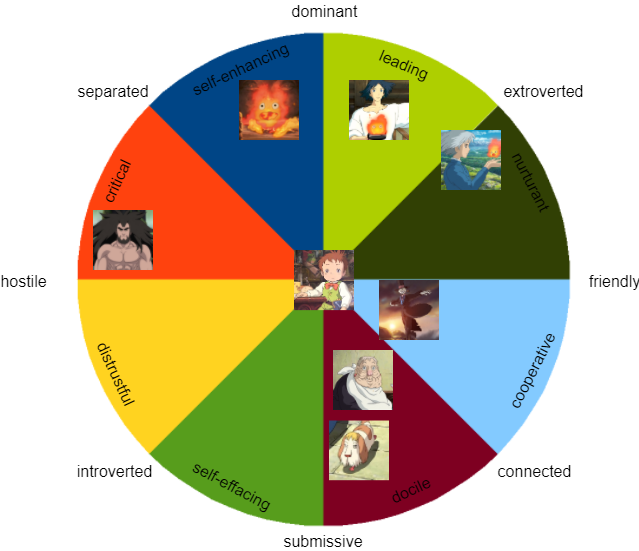 dominant
self-enhancing
leading
separated
extroverted
critical
nurturant
hostile
friendly
distrustful
cooperative
introverted
self-effacing
docile
connected
submissive